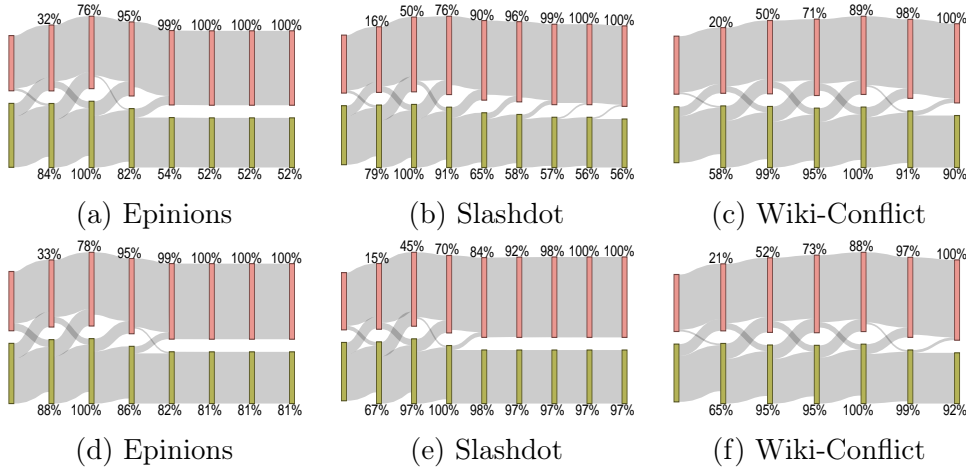 32% 76% 95% 99% 100% 100% 100%
84% 100% 82% 54% 52% 52% 52%
(a) Epinions
16% 50% 76% 90% 96% 99% 100% 100%
79% 100% 91% 65% 58% 57% 56% 56%
(b) Slashdot
20% 50% 71% 89% 98% 100%
58% 99% 95% 100% 91% 90%
(c) Wiki-Conflict
33% 78% 95% 99% 100% 100% 100%
88% 100% 86% 82% 81% 81% 81%
(d) Epinions
15% 45% 70% 84% 92% 98% 100% 100%
67% 97% 100% 98% 97% 97% 97% 97%
(e) Slashdot
21% 52% 73% 88% 97% 100%
65% 95% 95% 100% 99% 92%
(f) Wiki-Conflict